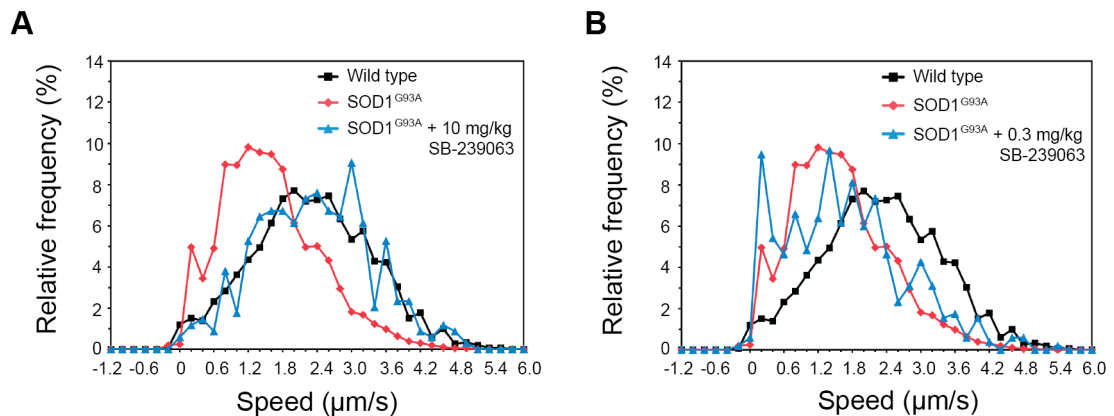 A
14
12
10
8
6
4
2
0
Relative frequency (%)
Wild type
SOD1G93A
SOD1G93A + 10 mg/kg
SB-239063
-1.2 -0.6 0 0.6 1.2 1.8 2.4 3.0 3.6 4.2 4.8 5.4 6.0
Speed (µm/s)
B
14
12
10
8
6
4
2
0
Relative frequency (%)
Wild type
SOD1G93A
SOD1G93A + 0.3 mg/kg
SB-239063
-1.2 -0.6 0 0.6 1.2 1.8 2.4 3.0 3.6 4.2 4.8 5.4 6.0
Speed (µm/s)